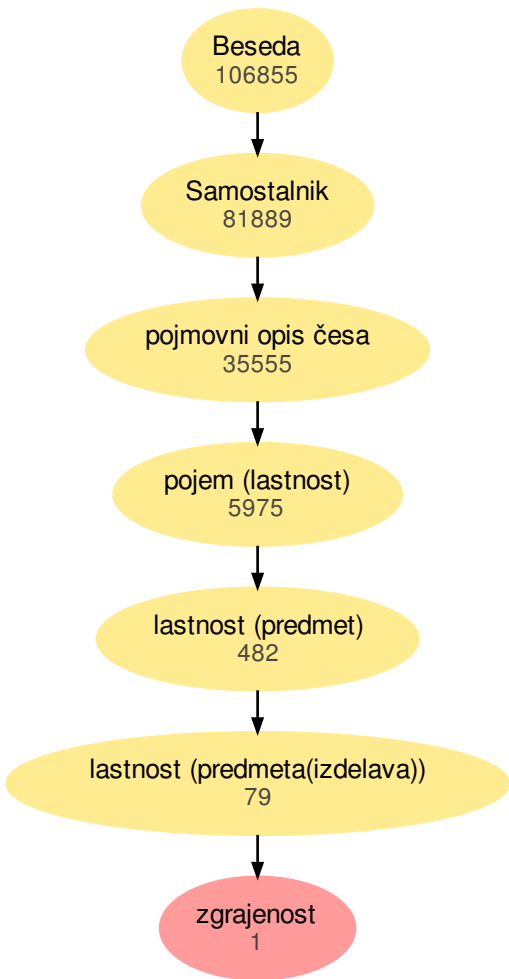 Beseda
106855
Samostalnik
81889
pojmovni opis česa
35555
pojem (lastnost)
5975
lastnost (predmet)
482
lastnost (predmeta(izdelava))
79
zgrajenost
1